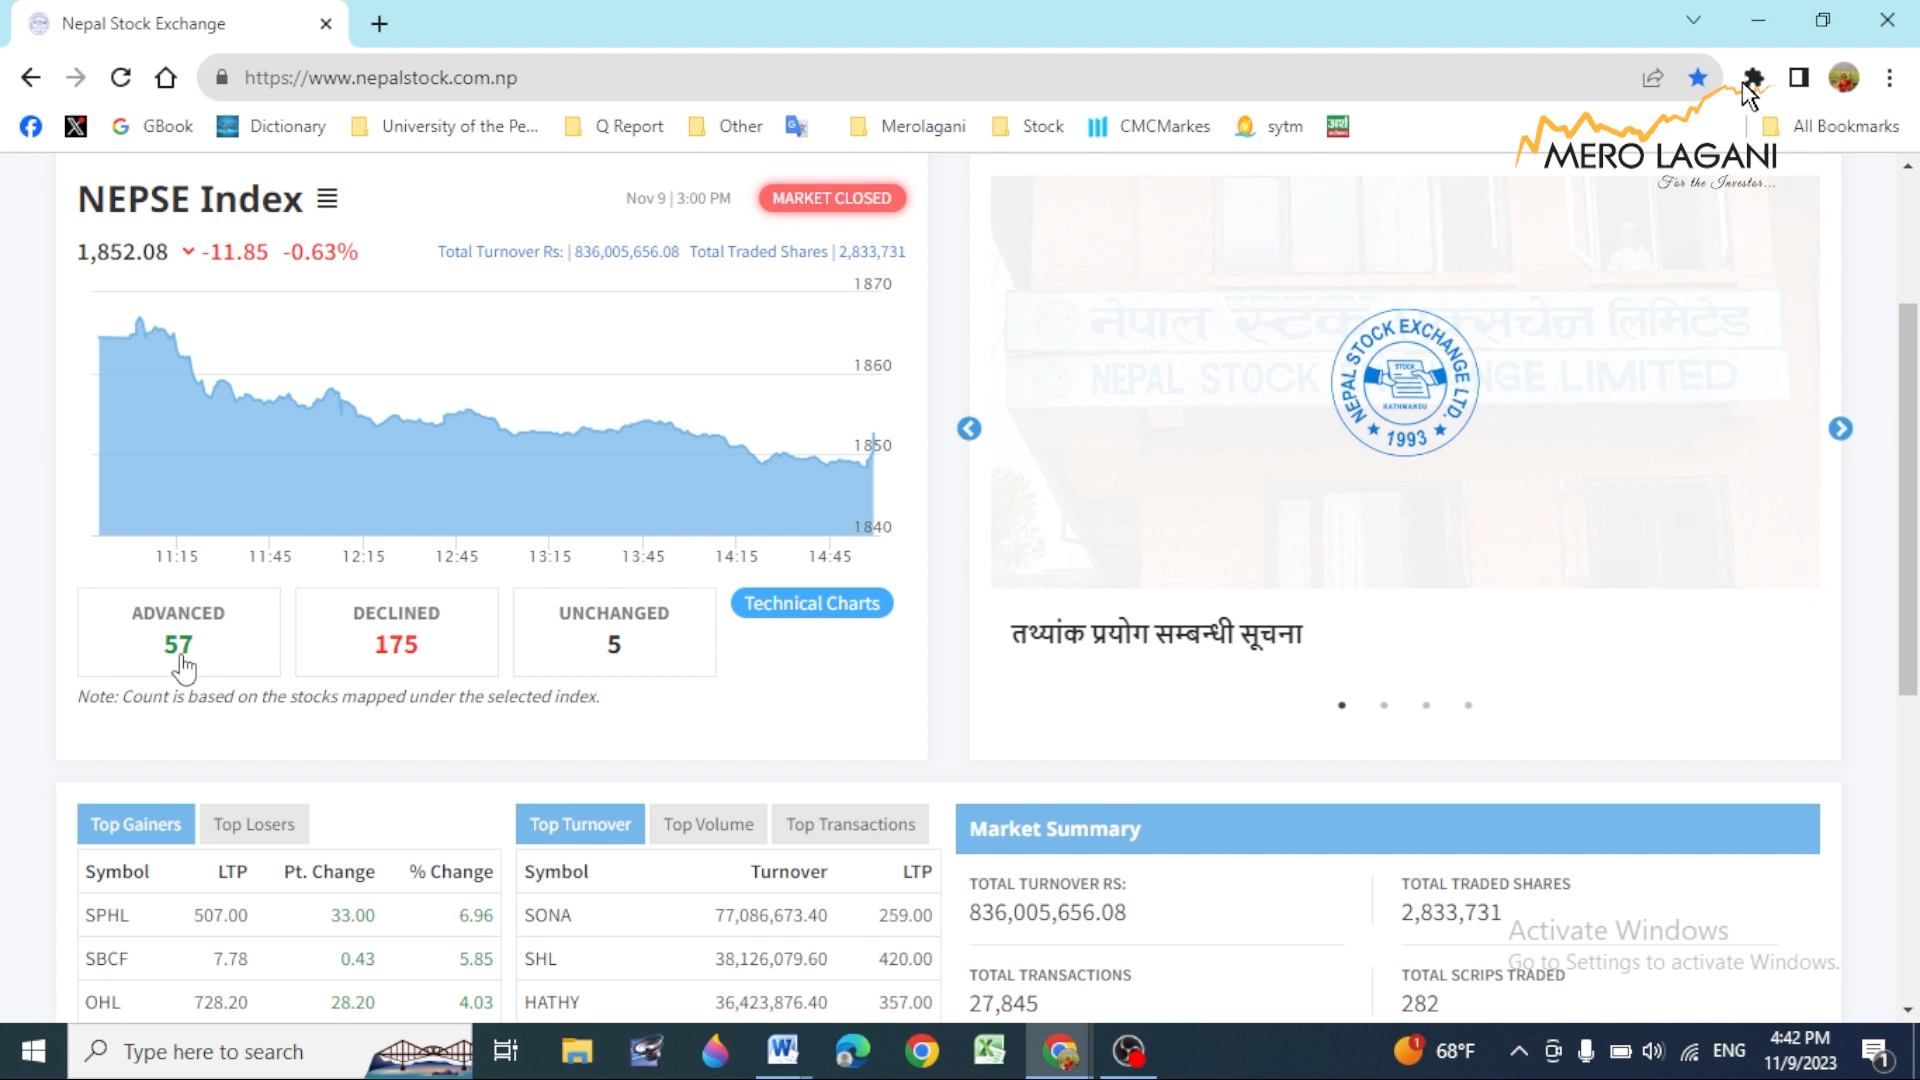 Nepal Stock Exchange
https://www.nepalstock.com.np
GBook
Dictionary
University of the Pe...
Q Report
Other
Merolagani
Stock
CMCMarkes
sytm
All Bookmarks
MERO LAGANI
For the Investor...
NEPSE Index
Nov 9 | 3:00 PM
MARKET CLOSED
1,852.08 -11.85 -0.63%
Total Turnover Rs: | 836,005,656.08 Total Traded Shares | 2,833,731
1870
1860
1850
1840
11:15 11:45 12:15 12:45 13:15 13:45 14:15 14:45
ADVANCED
57
DECLINED
175
UNCHANGED
5
Technical Charts
Note: Count is based on the stocks mapped under the selected index.
NEPAL STOCK EXCHANGE LTD.
STOCK
KATHMANDU
★ 1993 ★
NEPAL STOCK
NGE LIMITED
तथ्यांक प्रयोग सम्बन्धी सूचना
Top Gainers Top Losers
Symbol LTP Pt. Change % Change
SPHL 507.00 33.00 6.96
SBCF 7.78 0.43 5.85
OHL 728.20 28.20 4.03
Top Turnover Top Volume Top Transactions
Symbol Turnover LTP
SONA 77,086,673.40 259.00
SHL 38,126,079.60 420.00
HATHY 36,423,876.40 357.00
Market Summary
TOTAL TURNOVER RS:
836,005,656.08
TOTAL TRADED SHARES
2,833,731
TOTAL TRANSACTIONS
27,845
TOTAL SCRIPS TRADED
282
Activate Windows
Go to Settings to activate Windows.
Type here to search
68°F
ENG
4:42 PM
11/9/2023
1